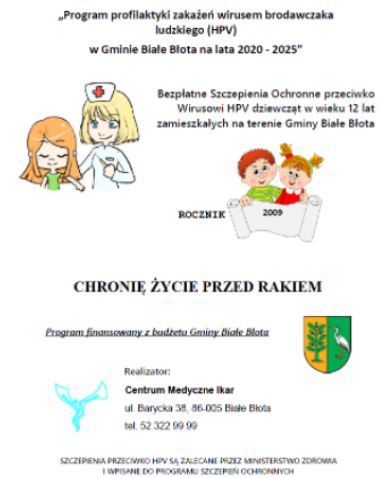 „Program profilaktyki zakażeń wirusem brodawczaka
ludzkiego (HPV)
w Gminie Białe Błota na lata 2020 - 2025”
Bezpłatne Szczepienia Ochronne przeciwko
Wirusowi HPV dziewcząt w wieku 12 lat
zamieszkałych na terenie Gminy Białe Błota
ROCZNIK
2009
CHRONIĘ ŻYCIE PRZED RAKIEM
Program finansowany z budżetu Gminy Białe Błota
Realizator:
Centrum Medyczne Ikar
ul. Barycka 38, 86-005 Białe Błota
tel. 52 322 99 99
SZCZEPIENIA PRZECIWKO HPV SĄ ZALECANE PRZEZ MINISTERSTWO ZDROWIA
I WPISANE DO PROGRAMU SZCZEPIEŃ OCHRONNYCH